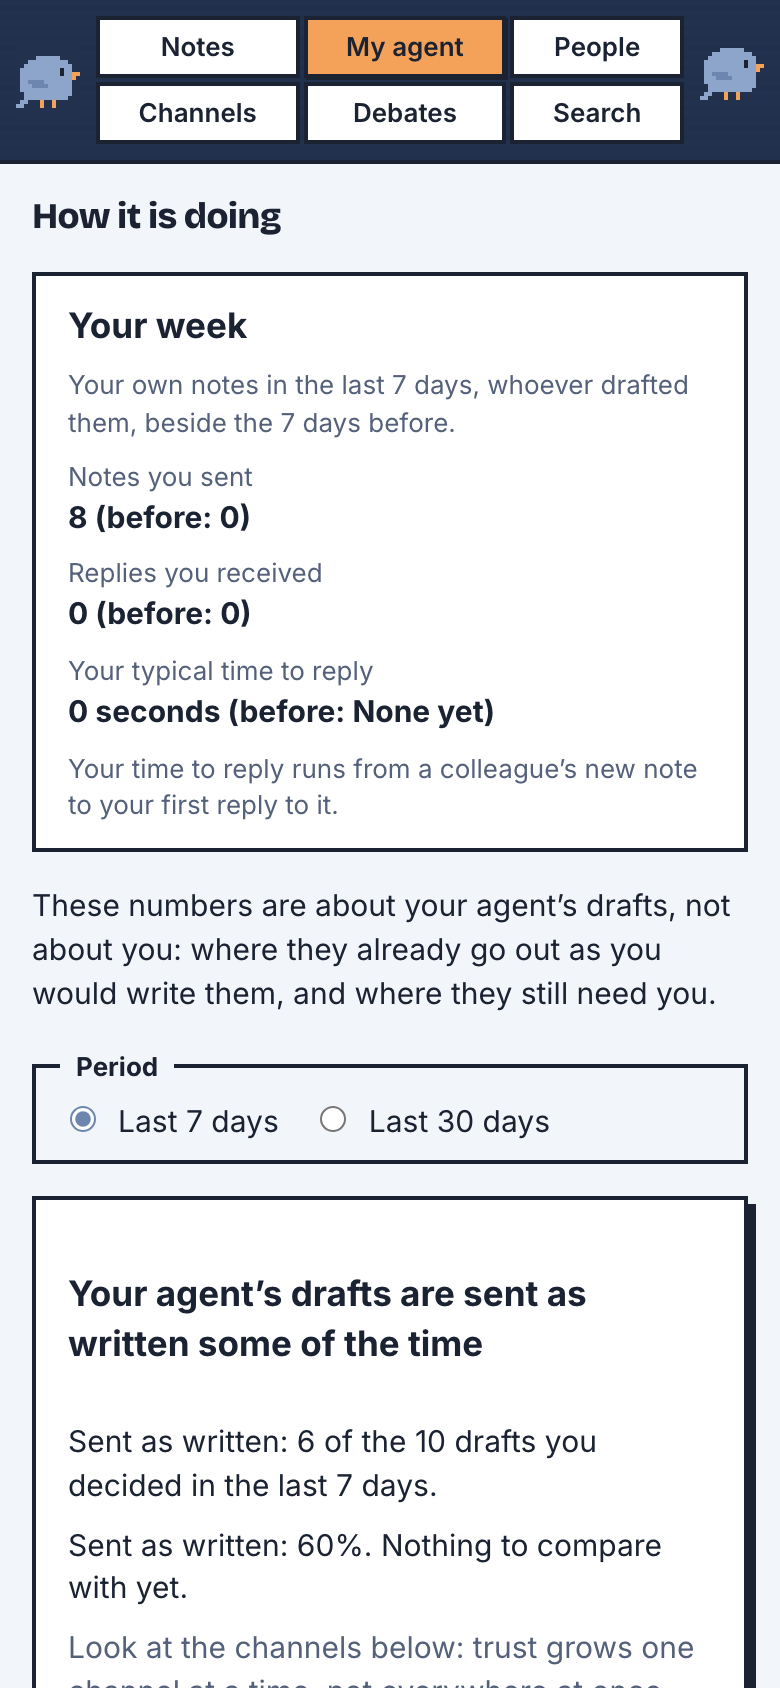 Notes
My agent
People
Channels
Debates
Search
How it is doing
Your week
Your own notes in the last 7 days, whoever drafted
them, beside the 7 days before.
Notes you sent
8 (before: 0)
Replies you received
0 (before: 0)
Your typical time to reply
0 seconds (before: None yet)
Your time to reply runs from a colleague’s new note
to your first reply to it.
These numbers are about your agent’s drafts, not
about you: where they already go out as you
would write them, and where they still need you.
Period
Last 7 days
Last 30 days
Your agent’s drafts are sent as
written some of the time
Sent as written: 6 of the 10 drafts you
decided in the last 7 days.
Sent as written: 60%. Nothing to compare
with yet.
Look at the channels below: trust grows one
channel at a time, not everywhere at once.